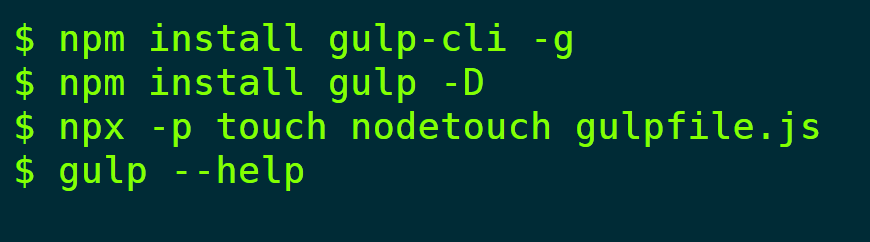 $ npm install gulp-cli -g
$ npm install gulp -D
$ npx -p touch nodetouch gulpfile.js
$ gulp --help